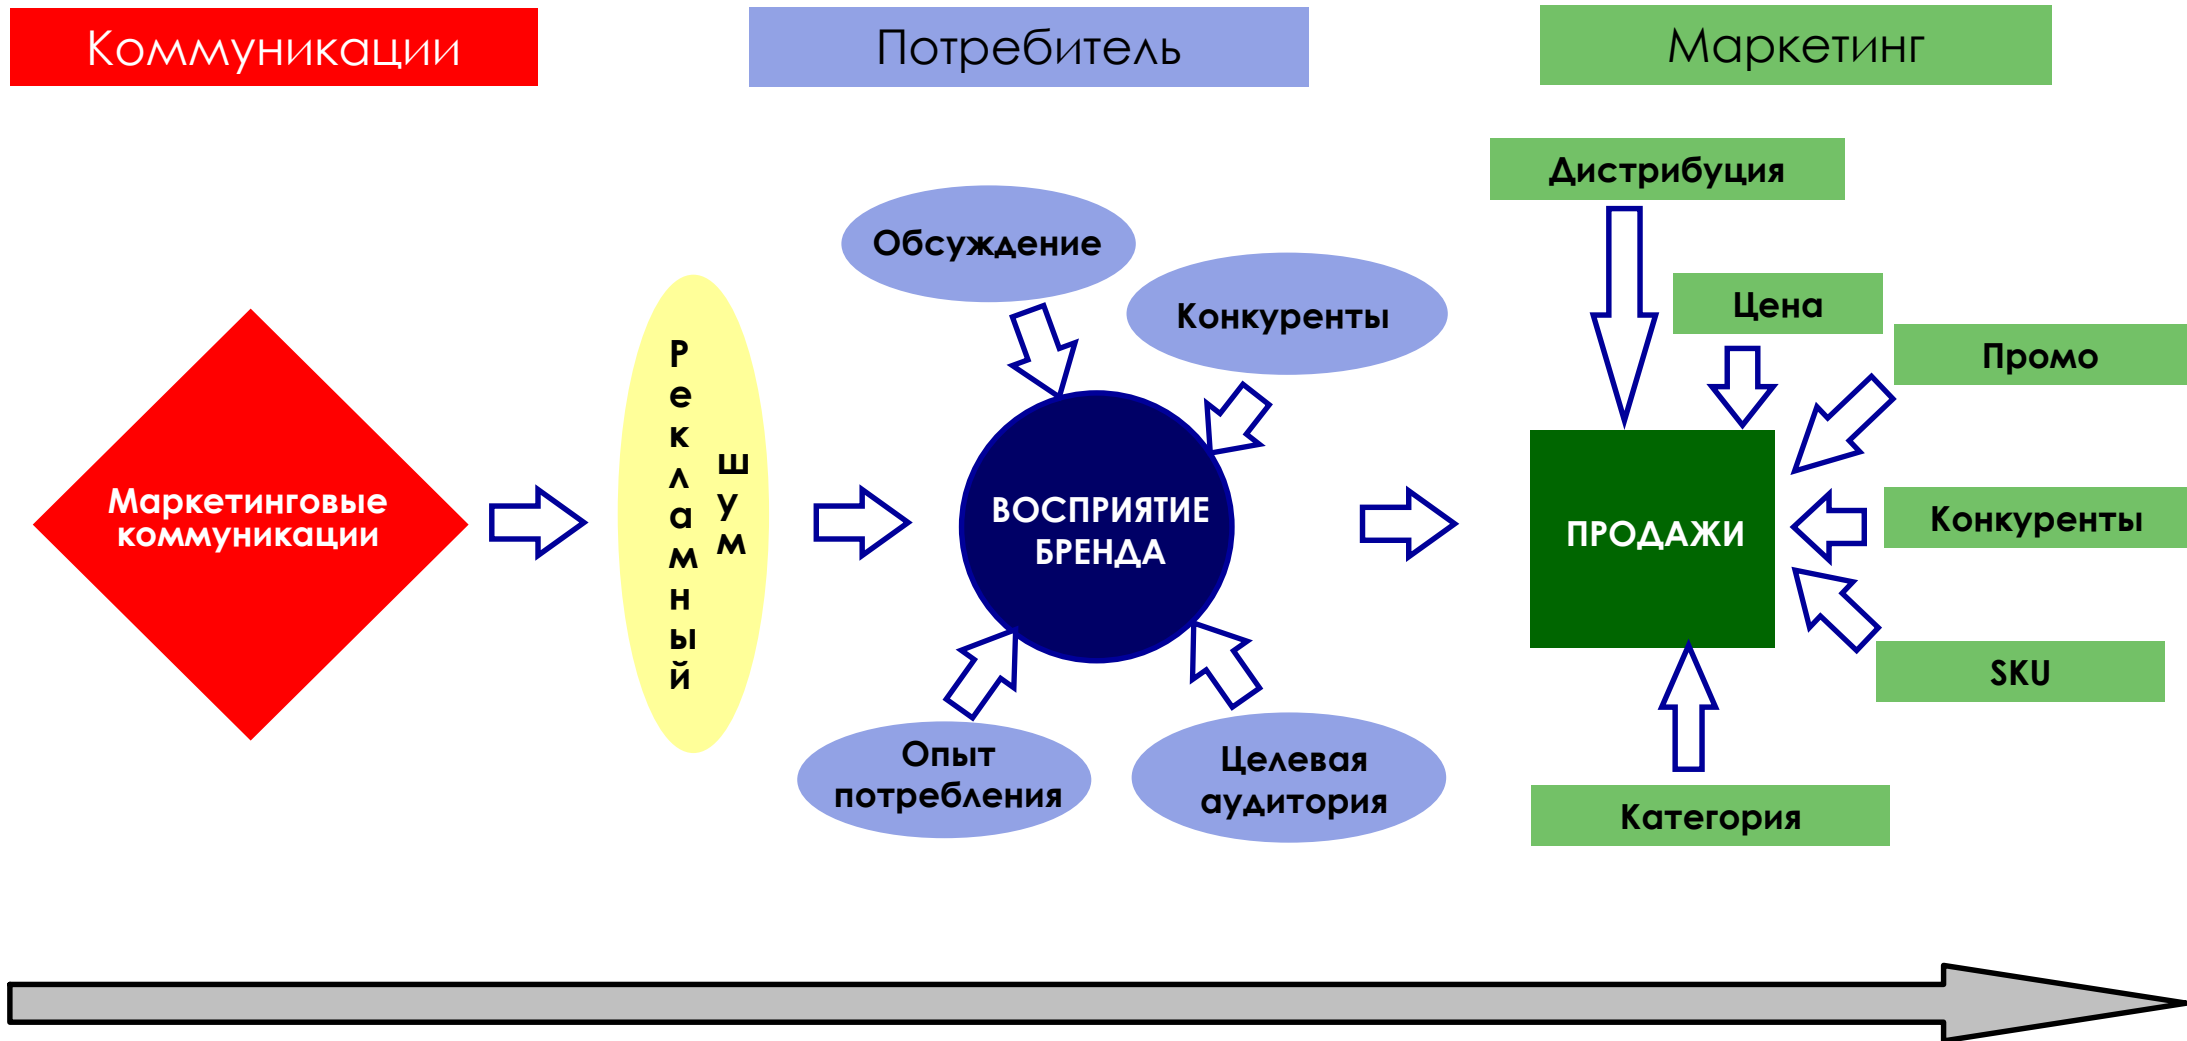 Коммуникации
Потребитель
Маркетинг
Дистрибуция
Обсуждение
Конкуренты
Цена
Промо
Рекламный
шум
Маркетинговые
коммуникации
ВОСПРИЯТИЕ
БРЕНДА
ПРОДАЖИ
Конкуренты
SKU
Опыт
потребления
Целевая
аудитория
Категория